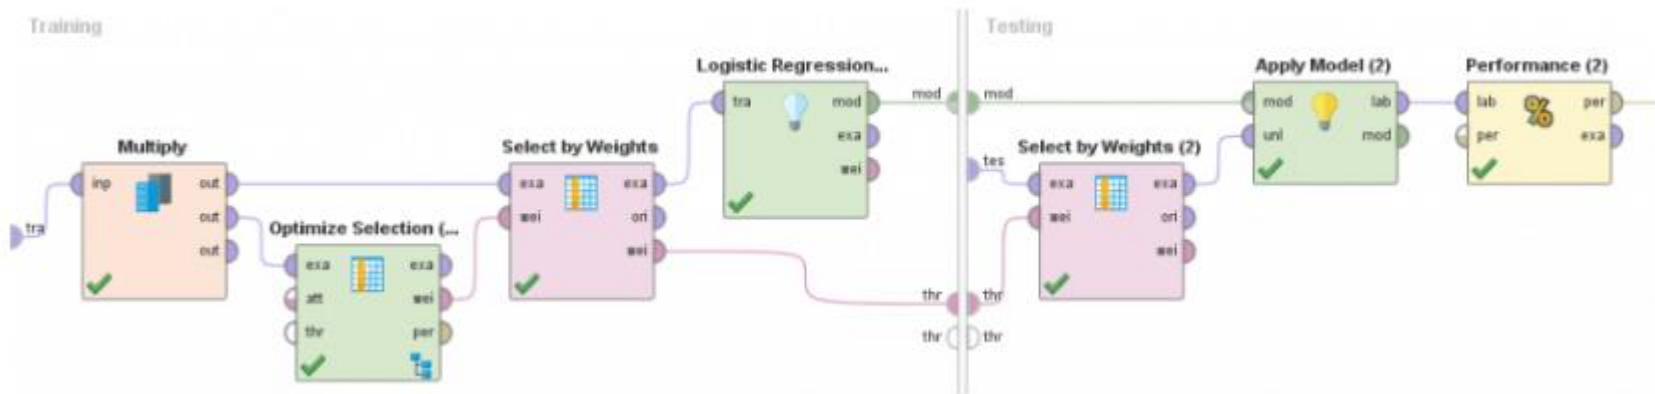 Training
Testing
Logistic Regression...
tra
mod
exa
wei
mod
mod
Apply Model (2)
mod
lab
unl
mod
Performance (2)
lab
per
%
per
exa
Multiply
inp
out
out
out
tra
Select by Weights
exa
exa
wei
ori
wei
Optimize Selection (...
exa
exa
att
wei
thr
per
tes
Select by Weights (2)
exa
exa
wei
ori
wei
thr
thr
thr
thr